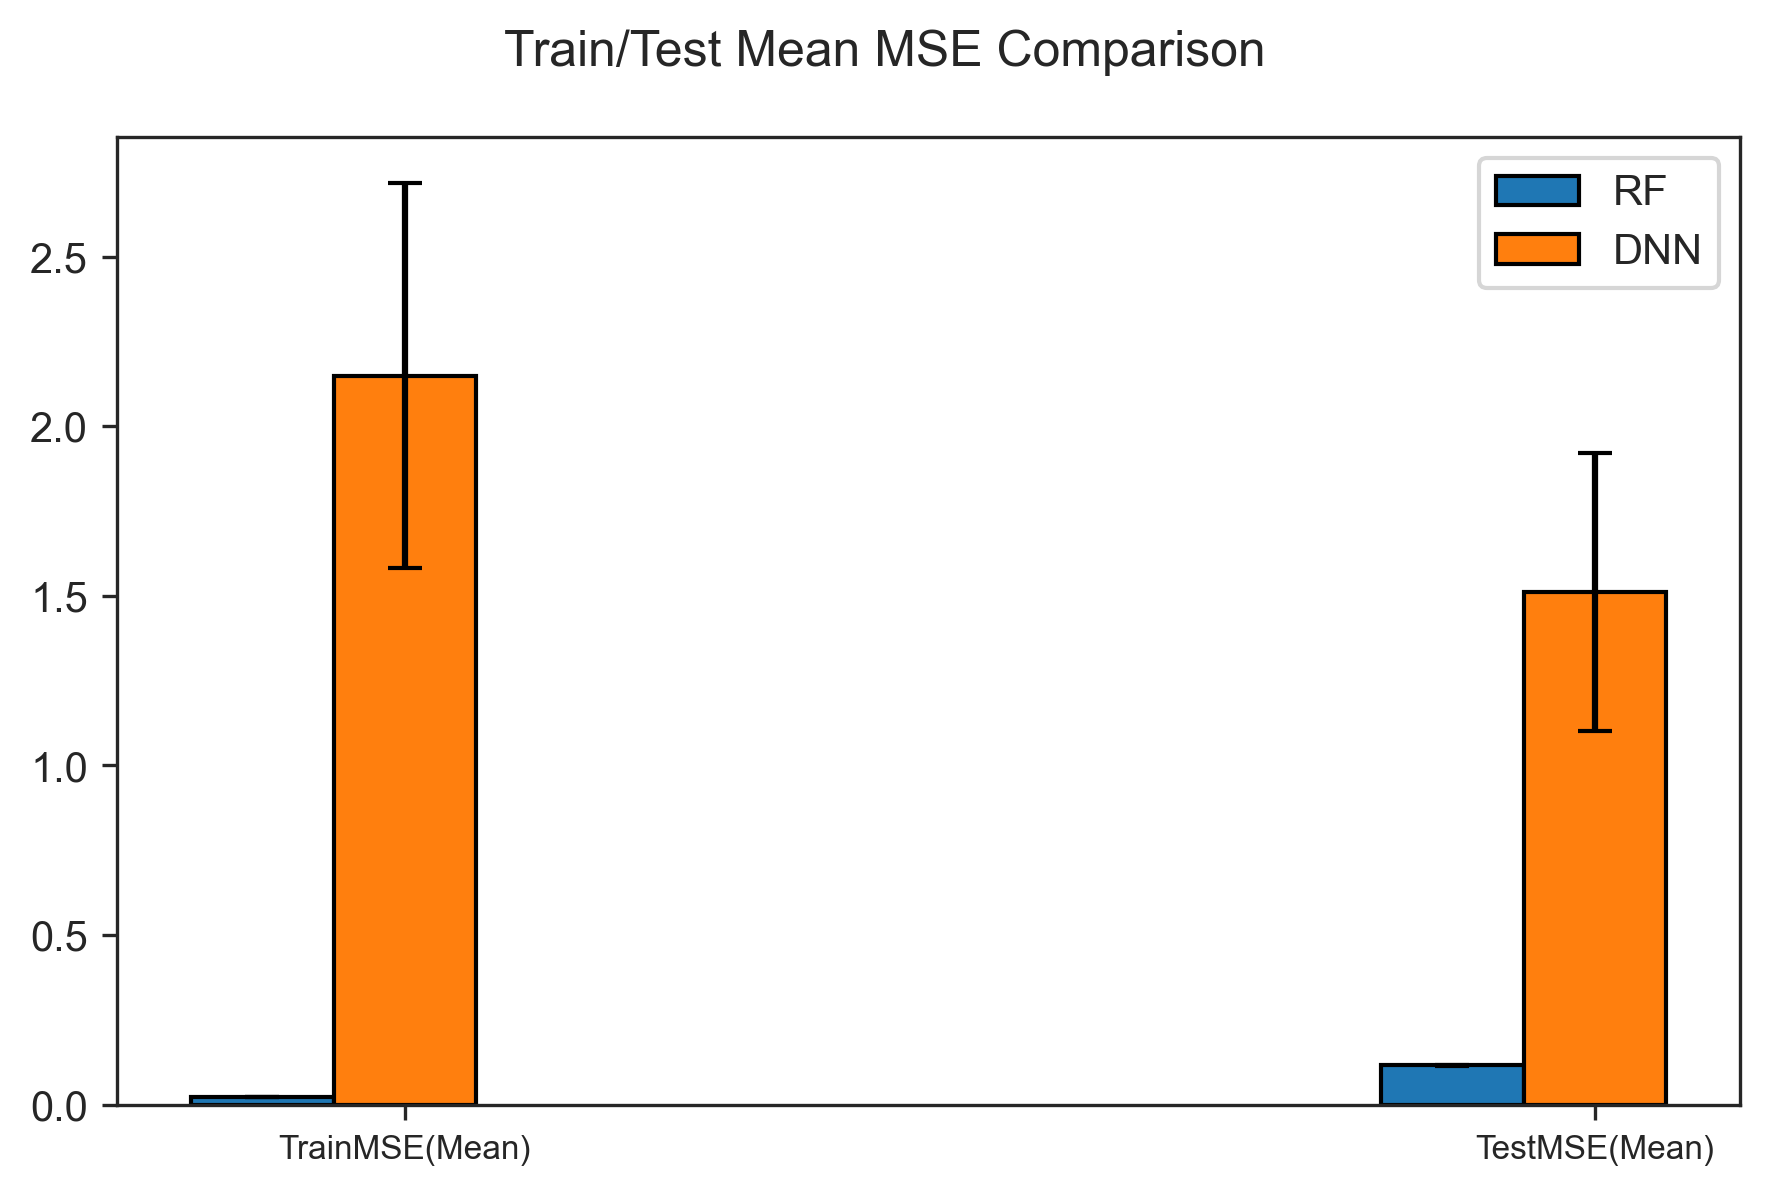 Train/Test Mean MSE Comparison
RF
DNN
2.5
2.0
1.5
1.0
0.5
0.0
TrainMSE(Mean)
TestMSE(Mean)